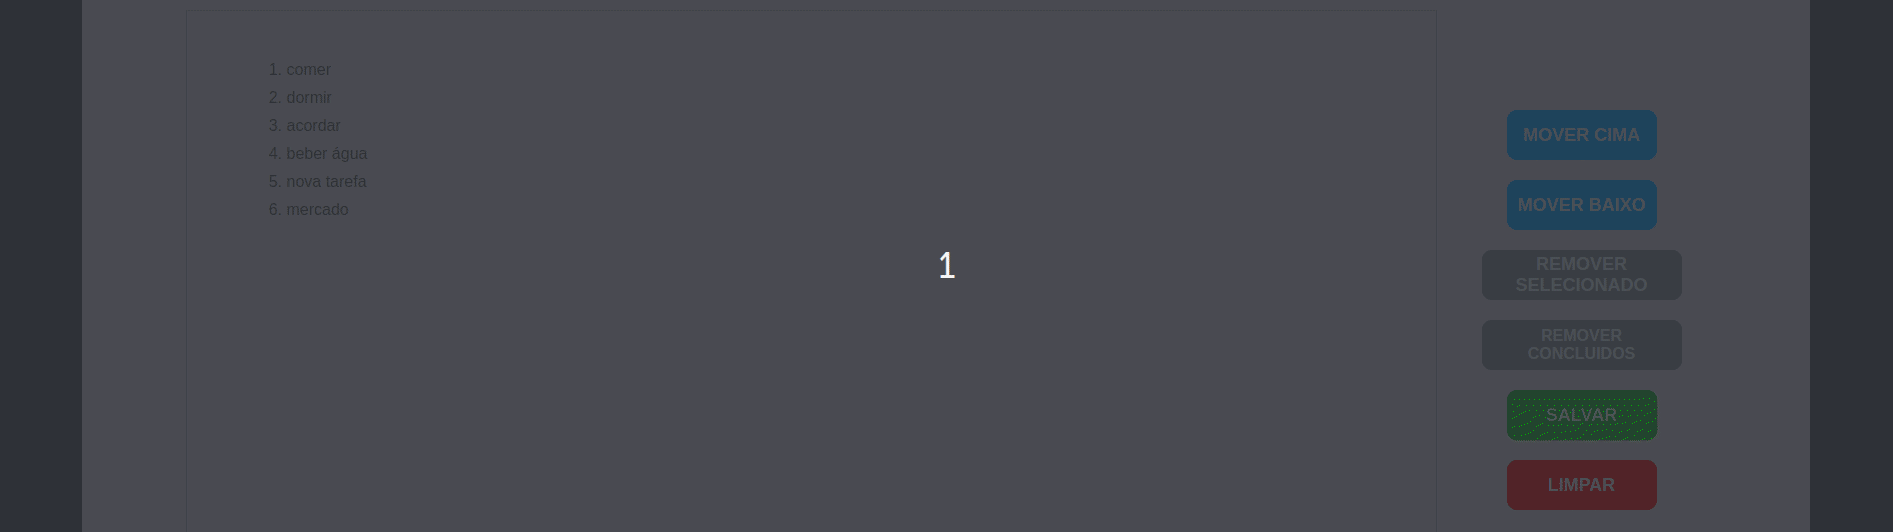 1. comer
2. dormir
3. acordar
4. beber água
5. nova tarefa
6. mercado
1
MOVER CIMA
MOVER BAIXO
REMOVER
SELECIONADO
REMOVER
CONCLUIDOS
SALVAR
LIMPAR